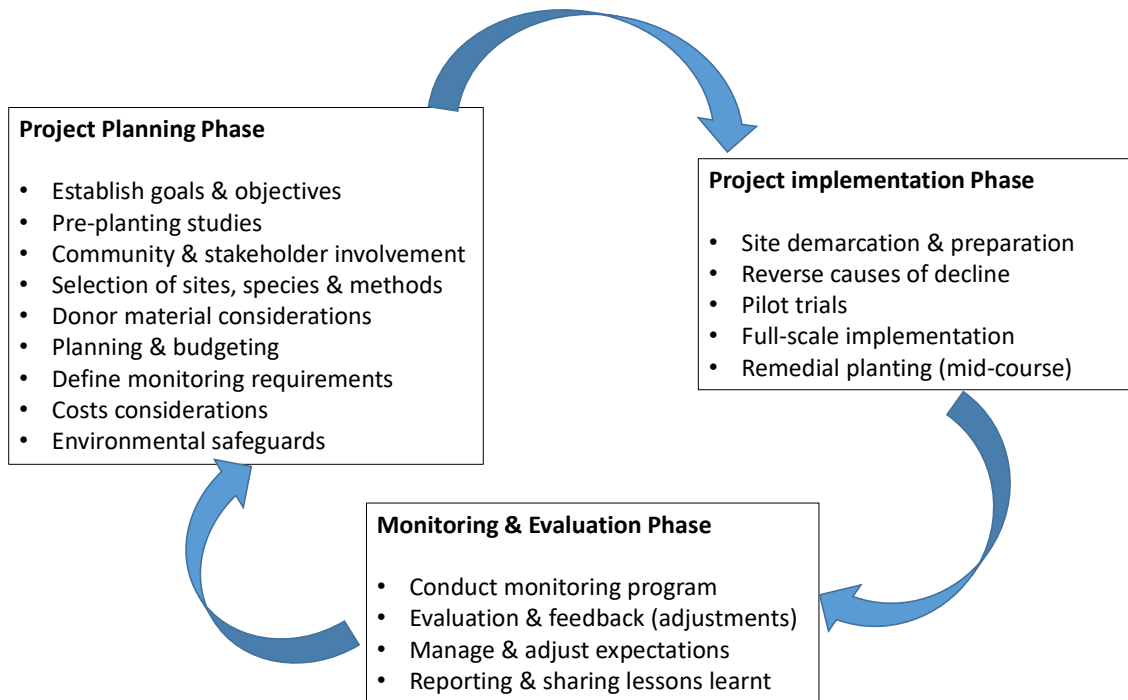 Project Planning Phase
• Establish goals & objectives
• Pre-planting studies
• Community & stakeholder involvement
• Selection of sites, species & methods
• Donor material considerations
• Planning & budgeting
• Define monitoring requirements
• Costs considerations
• Environmental safeguards
Project implementation Phase
• Site demarcation & preparation
• Reverse causes of decline
• Pilot trials
• Full-scale implementation
• Remedial planting (mid-course)
Monitoring & Evaluation Phase
• Conduct monitoring program
• Evaluation & feedback (adjustments)
• Manage & adjust expectations
• Reporting & sharing lessons learnt